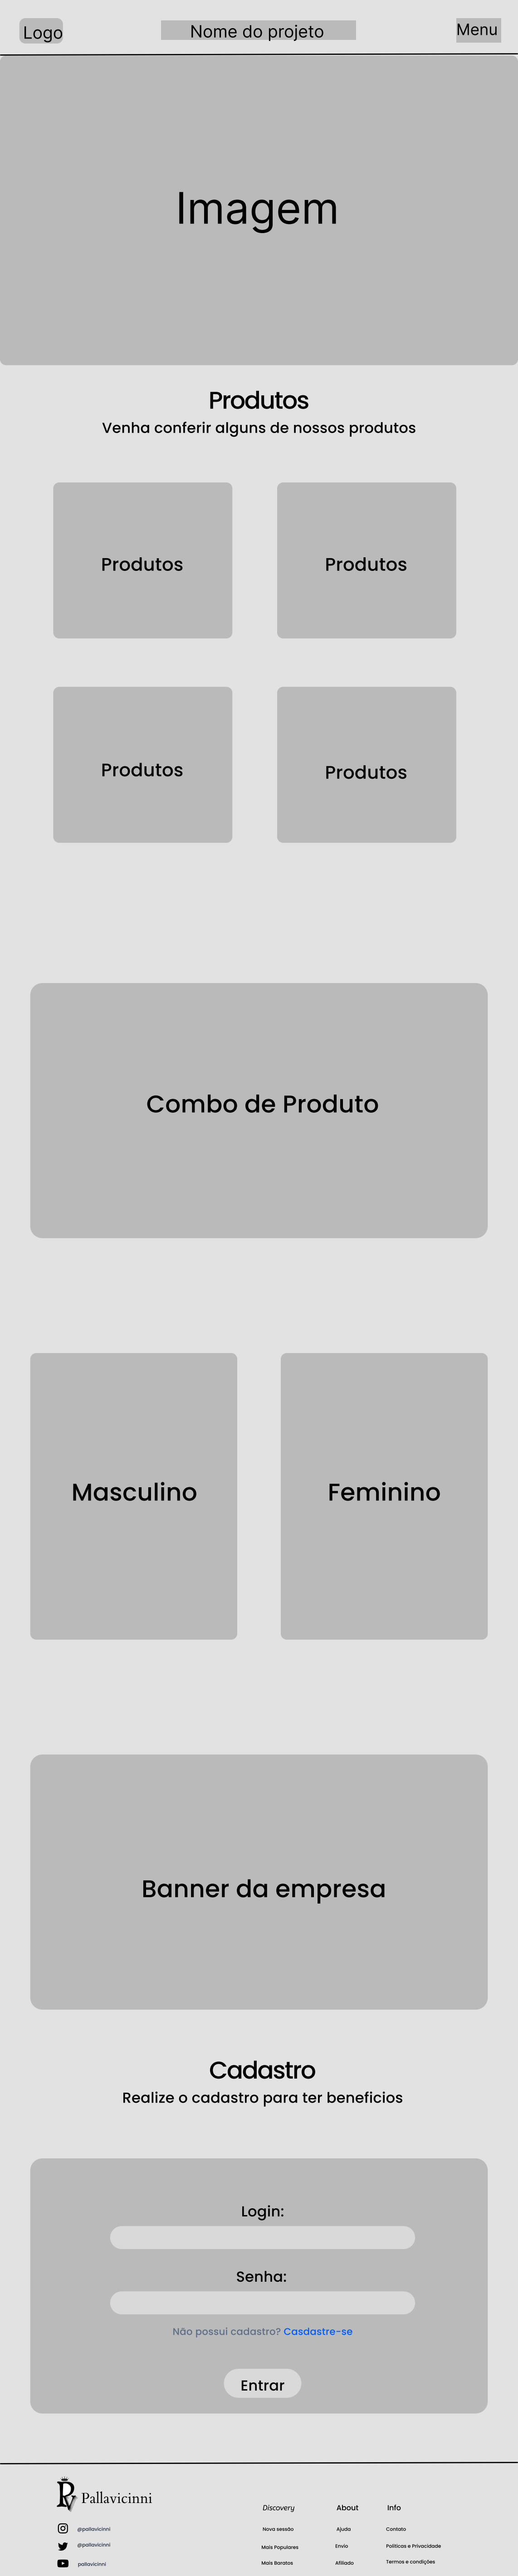 Logo
Nome do projeto
Menu
Imagem
Produtos
Venha conferir alguns de nossos produtos
Produtos
Produtos
Produtos
Produtos
Combo de Produto
Masculino
Feminino
Banner da empresa
Cadastro
Realize o cadastro para ter beneficios
Login:
Senha:
Não possui cadastro? Casdastre-se
Entrar
Pallavicinni
@pallavicinni
@pallavicinni
pallavicinni
Discovery
Nova sessão
Mais Populares
Mais Baratos
About
Ajuda
Envio
Afiliado
Info
Contato
Politicas e Privacidade
Termos e condições